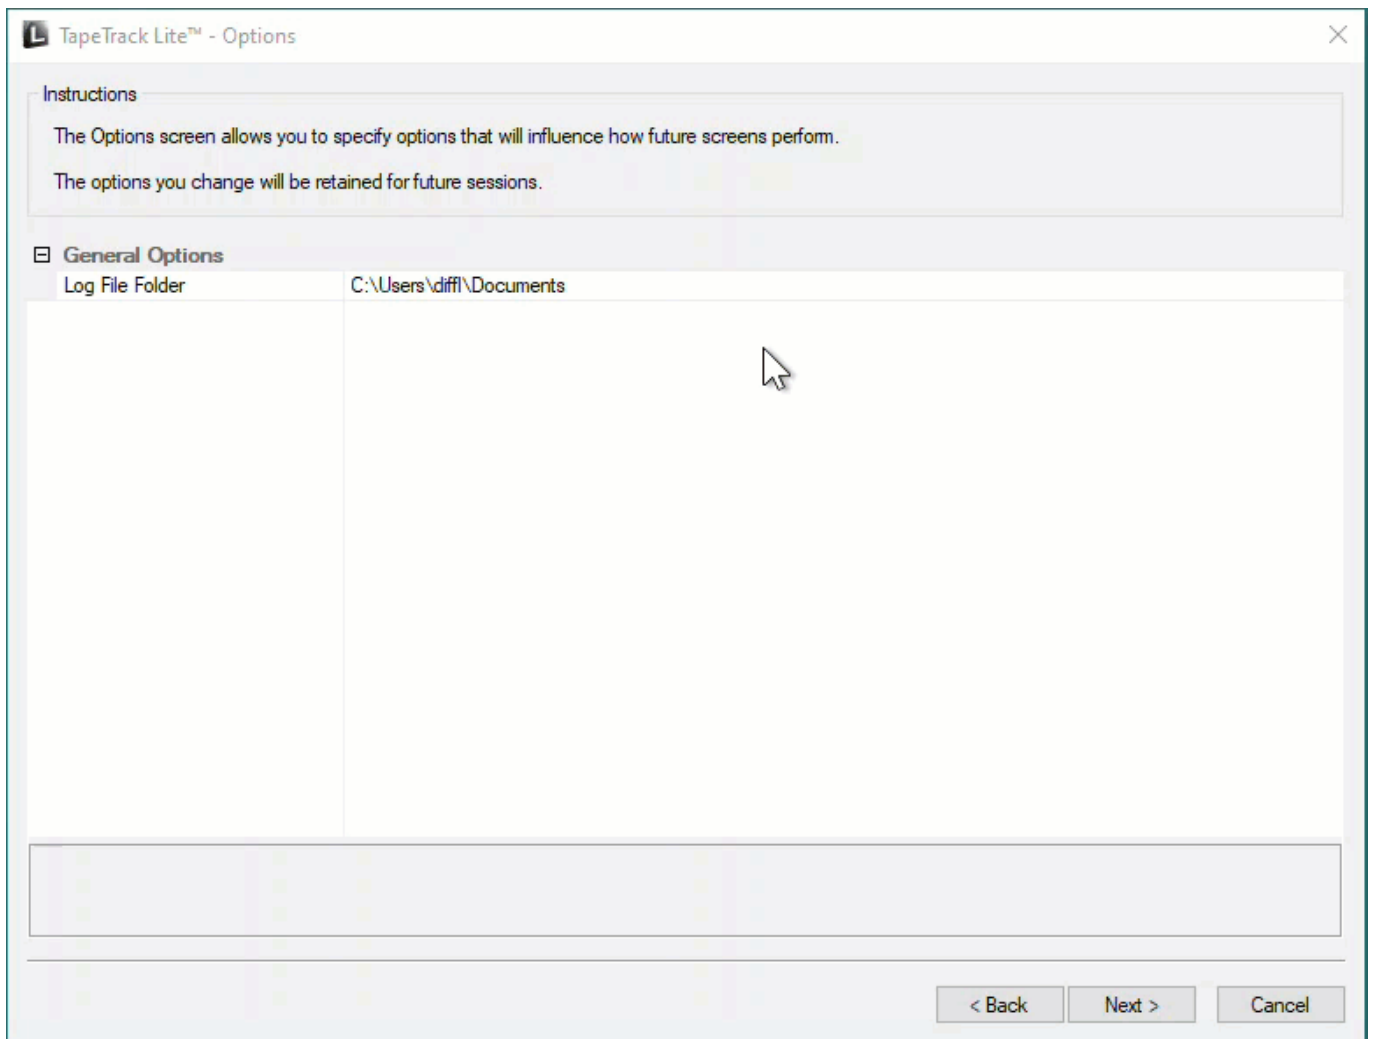 TapeTrack Lite™ - Options
Instructions
The Options screen allows you to specify options that will influence how future screens perform.
The options you change will be retained for future sessions.
General Options
Log File Folder C:\Users\diffl\Documents
< Back Next > Cancel